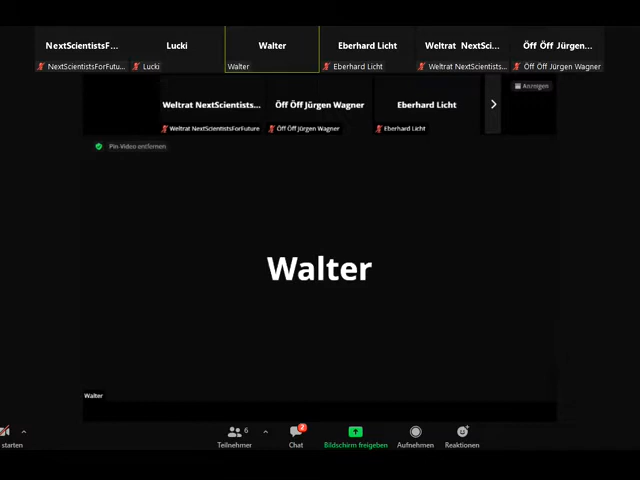 NextScientistsF... Lucki Walter Eberhard Licht Weltrat NextSci... Öff Öff Jürgen...
NextScientistsForFutu... Lucki Walter Eberhard Licht Weltrat NextScientists... Öff Öff Jürgen Wagner
Anzeigen
Weltrat NextScientists... Öff Öff Jürgen Wagner Eberhard Licht
Weltrat NextScientistsForFuture Öff Öff Jürgen Wagner Eberhard Licht
Pin Video entfernen
Walter
Walter
6 2
starten Teilnehmer Chat Bildschirm freigeben Aufnehmen Reaktionen